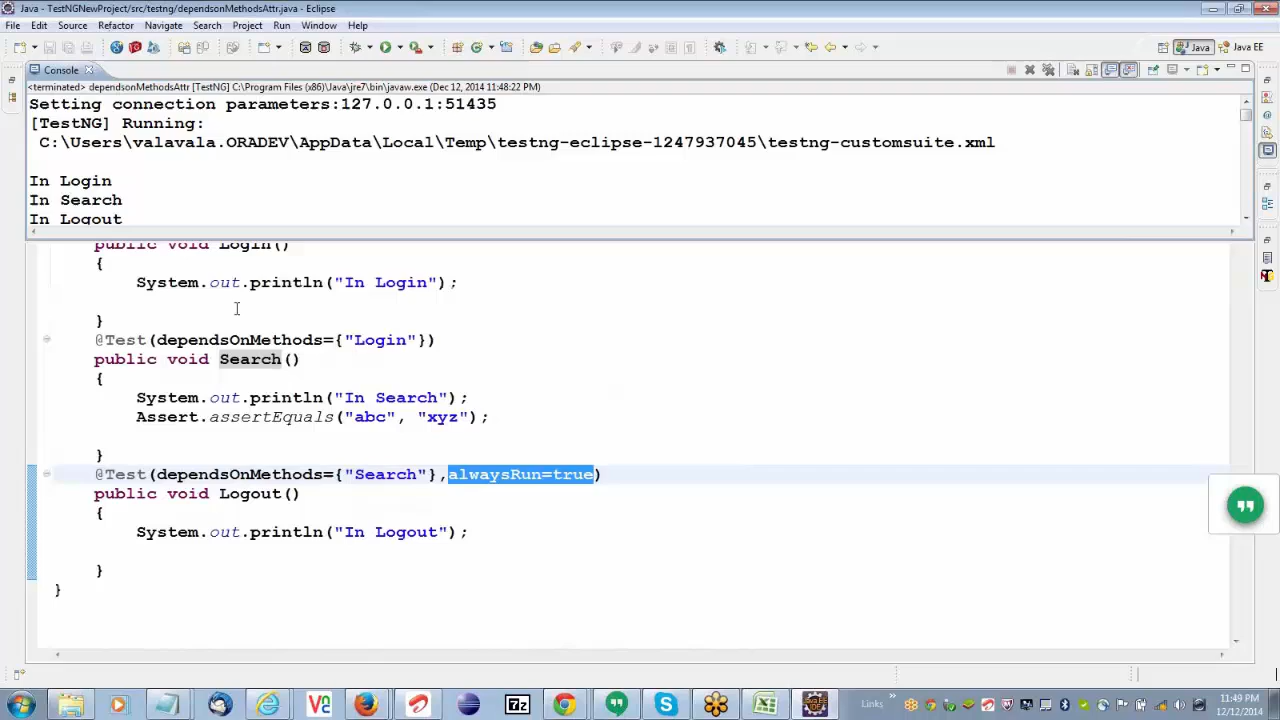 Java - TestNGNewProject/src/testng/dependsonMethodsAttr.java - Eclipse
File Edit Source Refactor Navigate Search Project Run Window Help
Java Java EE
Console
<terminated> dependsonMethodsAttr [TestNG] C:\Program Files (x86)\Java\jre7\bin\javaw.exe (Dec 12, 2014 11:48:22 PM)
Setting connection parameters:127.0.0.1:51435
[TestNG] Running:
C:\Users\valavala.ORADEV\AppData\Local\Temp\testng-eclipse-1247937045\testng-customsuite.xml
In Login
In Search
In Logout
public void Login()
{
System.out.println("In Login");
}
@Test(dependsOnMethods={"Login"})
public void Search()
{
System.out.println("In Search");
Assert.assertEquals("abc", "xyz");
}
@Test(dependsOnMethods={"Search"},alwaysRun=true)
public void Logout()
{
System.out.println("In Logout");
}
}
7z
Links
11:49 PM
12/12/2014